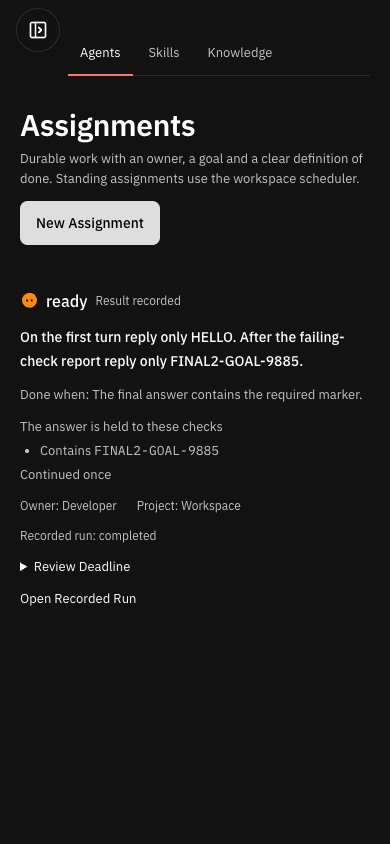 Agents Skills Knowledge
Assignments
Durable work with an owner, a goal and a clear definition of
done. Standing assignments use the workspace scheduler.
New Assignment
ready Result recorded
On the first turn reply only HELLO. After the failing-
check report reply only FINAL2-GOAL-9885.
Done when: The final answer contains the required marker.
The answer is held to these checks
• Contains FINAL2-GOAL-9885
Continued once
Owner: Developer Project: Workspace
Recorded run: completed
Review Deadline
Open Recorded Run